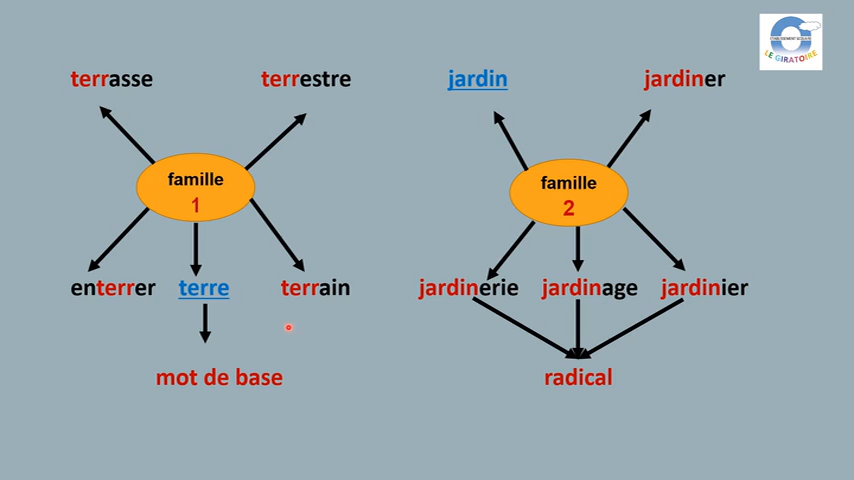 terrasse
terrestre
jardin
jardiner
famille
1
famille
2
enterrer
terre
terrain
jardinerie
jardinage
jardinier
mot de base
radical
LE GIRATOIRE